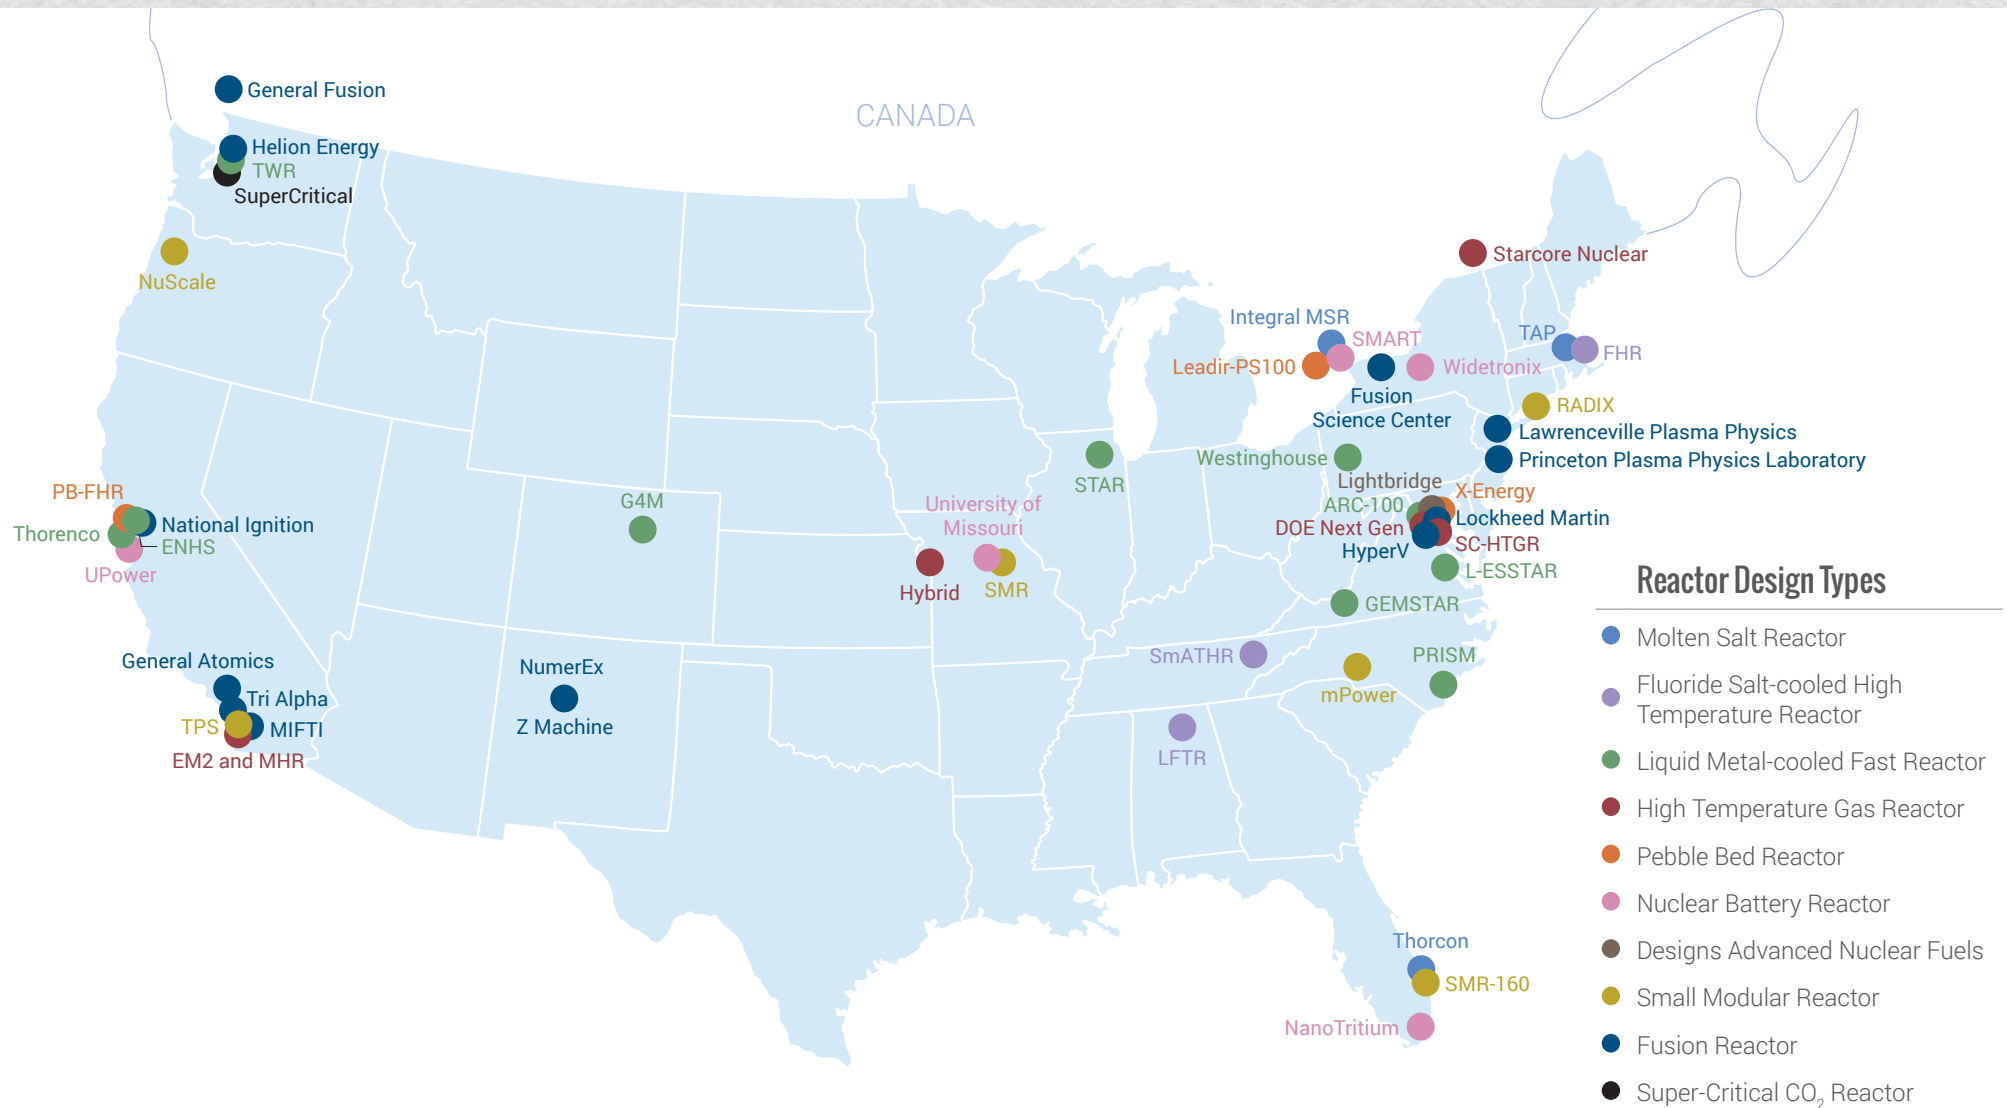 General Fusion
CANADA
Helion Energy
TWR
SuperCritical
NuScale
Starcore Nuclear
Integral MSR
SMART
Leadir-PS100
Widetronix
TAP
FHR
Fusion
Science Center
RADIX
Lawrenceville Plasma Physics
Princeton Plasma Physics Laboratory
Westinghouse
Lightbridge
STAR
X-Energy
ARC-100
Lockheed Martin
DOE Next Gen
HyperV
SC-HTGR
L-ESSTAR
PB-FHR
National Ignition
Thorenco
ENHS
UPower
G4M
University of
Missouri
Hybrid
SMR
GEMSTAR
SmATHR
PRISM
mPower
General Atomics
Tri Alpha
TPS
MIFTI
EM2 and MHR
NumerEx
Z Machine
LFTR
Thorcon
SMR-160
NanoTritium
Reactor Design Types
Molten Salt Reactor
Fluoride Salt-cooled High
Temperature Reactor
Liquid Metal-cooled Fast Reactor
High Temperature Gas Reactor
Pebble Bed Reactor
Nuclear Battery Reactor
Designs Advanced Nuclear Fuels
Small Modular Reactor
Fusion Reactor
Super-Critical CO₂ Reactor